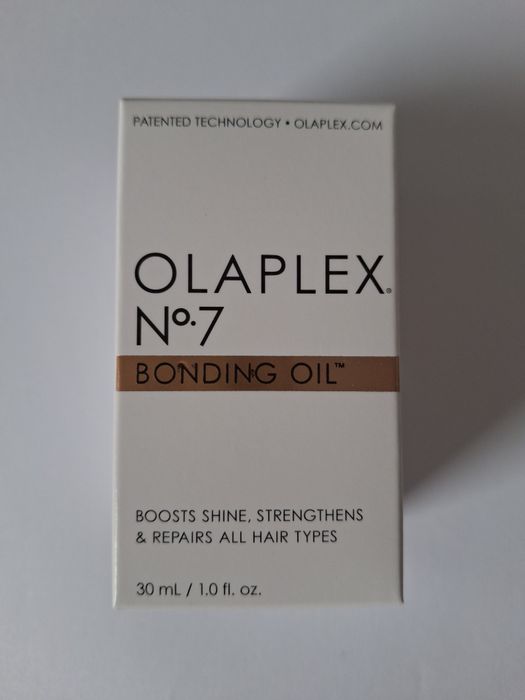 PATENTED TECHNOLOGY • OLAPLEX.COM
OLAPLEX®
Nº.7
BONDING OIL™
BOOSTS SHINE, STRENGTHENS
& REPAIRS ALL HAIR TYPES
30 mL / 1.0 fl. oz.